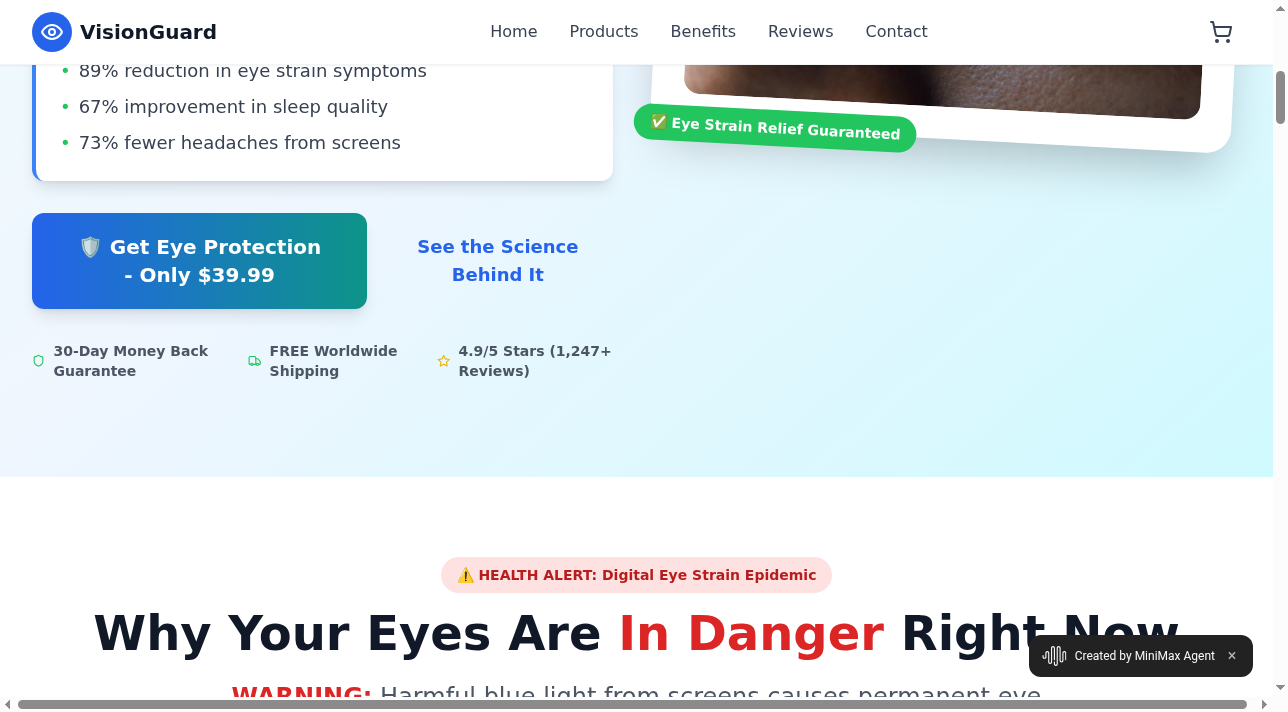 VisionGuard
Home
Products
Benefits
Reviews
Contact
• 89% reduction in eye strain symptoms
• 67% improvement in sleep quality
• 73% fewer headaches from screens
✅ Eye Strain Relief Guaranteed
🛡️ Get Eye Protection
- Only $39.99
See the Science
Behind It
30-Day Money Back
Guarantee
FREE Worldwide
Shipping
4.9/5 Stars (1,247+
Reviews)
⚠️ HEALTH ALERT: Digital Eye Strain Epidemic
Why Your Eyes Are In Danger Right Now
WARNING: Harmful blue light from screens causes permanent eye
Created by MiniMax Agent ×